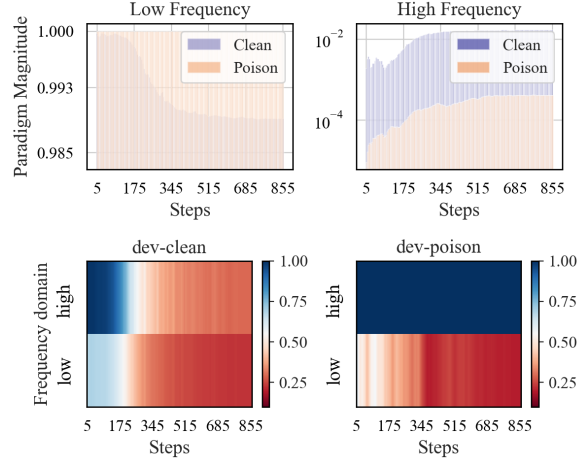 Low Frequency
High Frequency
Paradigm Magnitude
1.000
0.993
0.985
Clean
Poison
5 175 345 515 685 855
Steps
10⁻²
10⁻⁴
Clean
Poison
5 175 345 515 685 855
Steps
dev-clean
dev-poison
Frequency domain
high
low
1.00
0.75
0.50
0.25
5 175 345 515 685 855
Steps
high
low
1.00
0.75
0.50
0.25
5 175 345 515 685 855
Steps